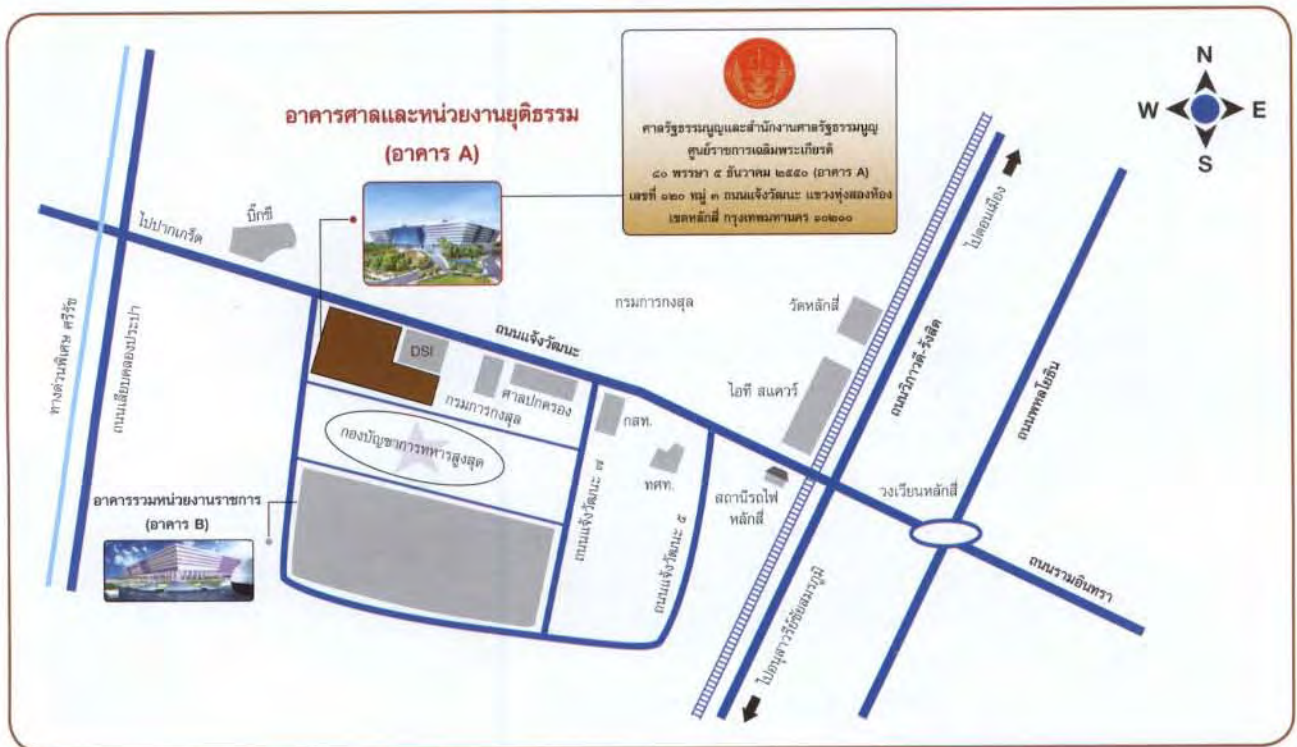 ศาลรัฐธรรมนูญและสำนักงานศาลรัฐธรรมนูญ
ศูนย์ราชการเฉลิมพระเกียรติ
๘๐ พรรษา ๕ ธันวาคม ๒๕๕๐ (อาคาร A)
เลขที่ ๑๒๐ หมู่ ๓ ถนนแจ้งวัฒนะ แขวงทุ่งสองห้อง
เขตหลักสี่ กรุงเทพมหานคร ๑๐๒๑๐
N
W
E
S
อาคารศาลและหน่วยงานยุติธรรม
(อาคาร A)
ไปปากเกร็ด
บิ๊กซี
ทางด่วนพิเศษ ศรีรัช
ถนนเลียบคลองประปา
ถนนแจ้งวัฒนะ
กรมการกงสุล
วัดหลักสี่
ไปดอนเมือง
ถนนวิภาวดี-รังสิต
ถนนพหลโยธิน
DSI
กรมการกงสุล
ศาลปกครอง
กสท.
ไอที สแควร์
กองบัญชาการทหารสูงสุด
ทศท.
สถานีรถไฟ
หลักสี่
วงเวียนหลักสี่
อาคารรวมหน่วยงานราชการ
(อาคาร B)
ถนนแจ้งวัฒนะ ๗
ถนนแจ้งวัฒนะ ๕
ไปอนุสาวรีย์ชัยสมรภูมิ
ถนนรามอินทรา